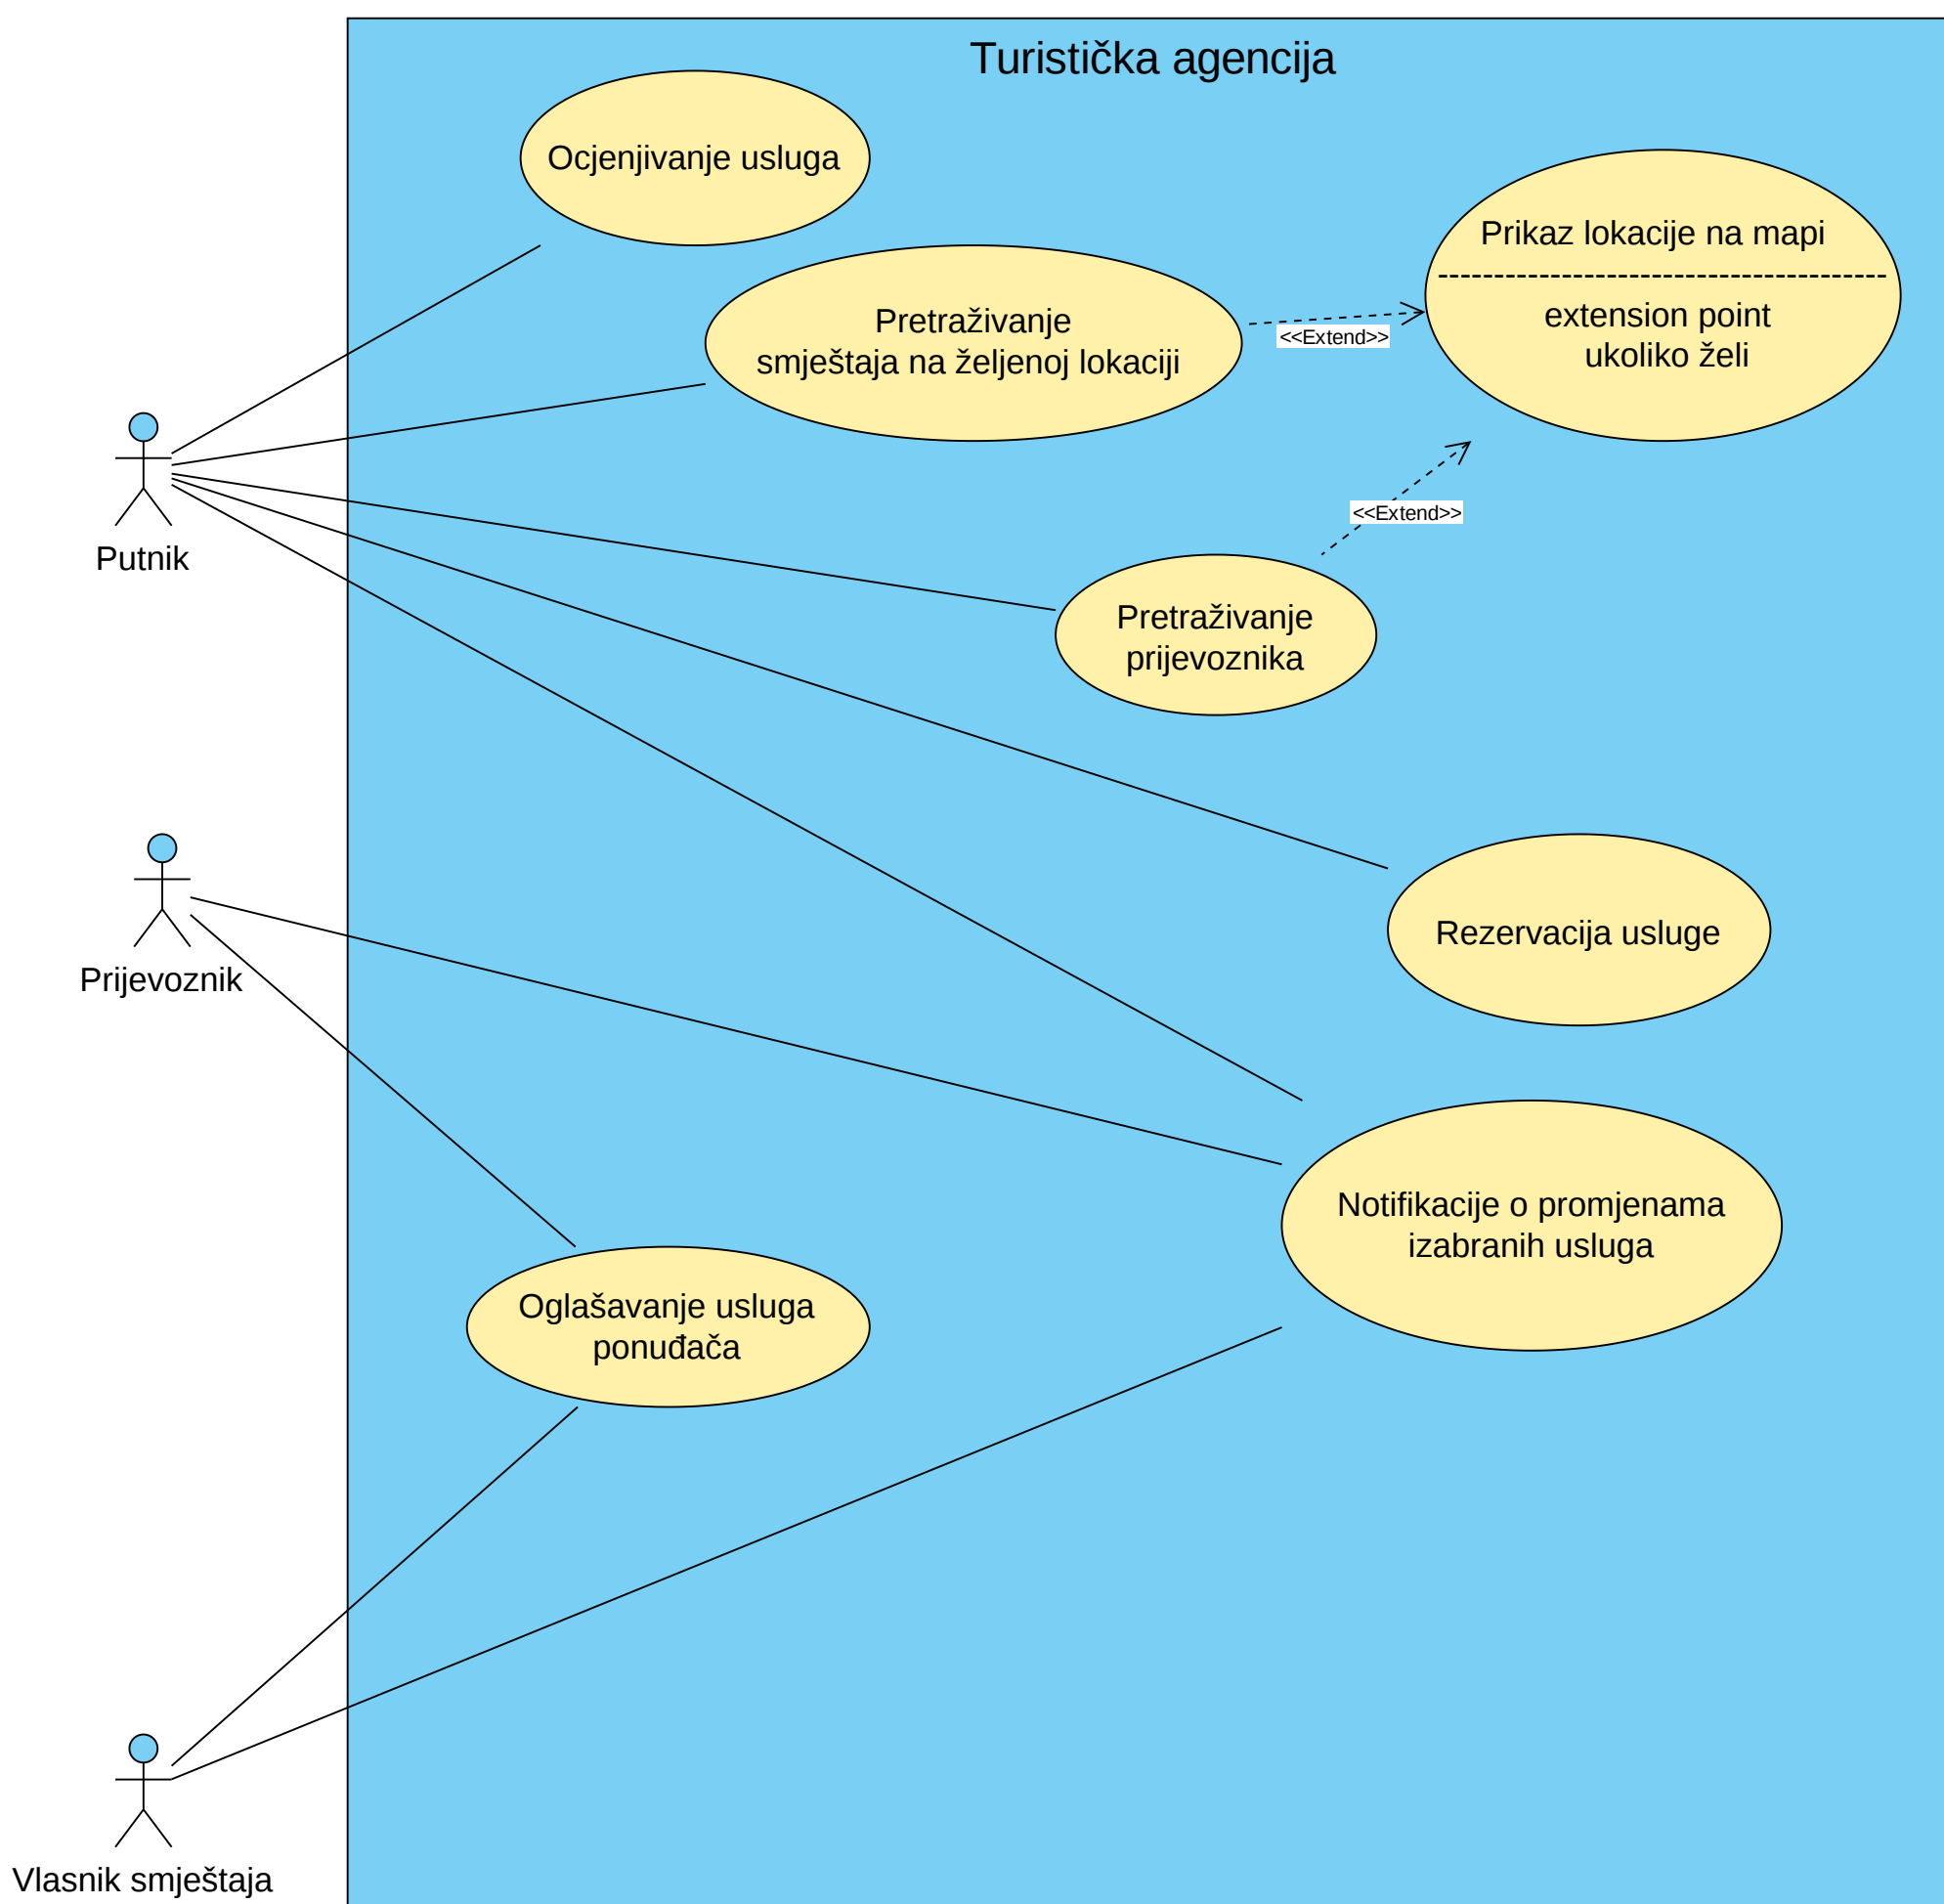 Turistička agencija
Ocjenjivanje usluga
Prikaz lokacije na mapi
extension point
ukoliko želi
Pretraživanje
smještaja na željenoj lokaciji
<<Extend>>
<<Extend>>
Putnik
Pretraživanje
prijevoznika
Rezervacija usluge
Prijevoznik
Notifikacije o promjenama
izabranih usluga
Oglašavanje usluga
ponuđača
Vlasnik smještaja